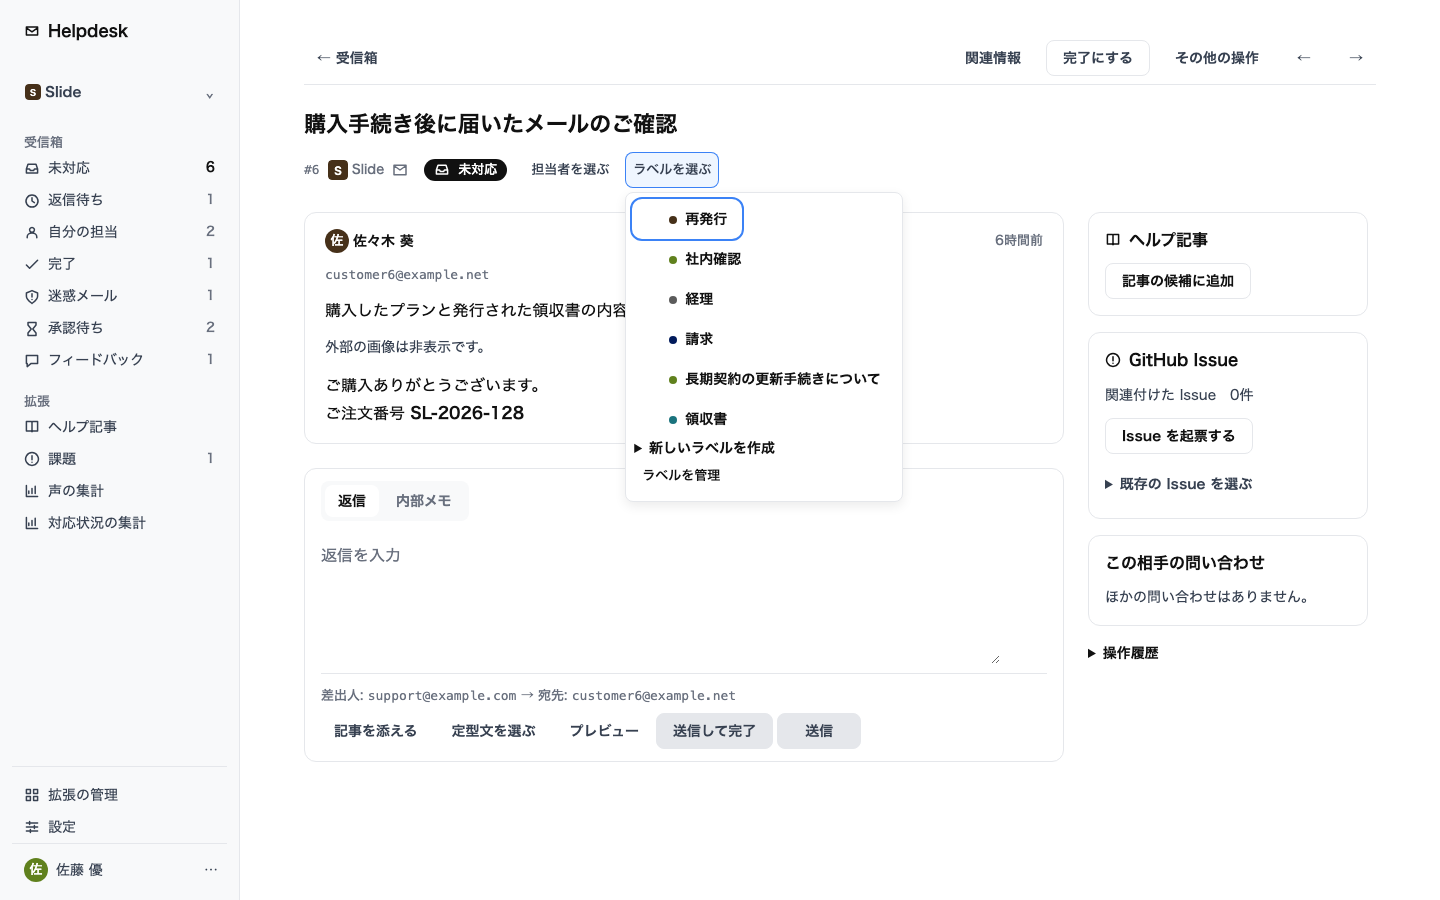 Helpdesk
S Slide
受信箱
未対応 6
返信待ち 1
自分の担当 2
完了 1
迷惑メール 1
承認待ち 2
フィードバック 1
拡張
ヘルプ記事
課題 1
声の集計
対応状況の集計
拡張の管理
設定
佐 佐藤 優 …
← 受信箱
関連情報 完了にする その他の操作 ← →
購入手続き後に届いたメールのご確認
#6 S Slide 未対応 担当者を選ぶ ラベルを選ぶ
再発行
社内確認
経理
請求
長期契約の更新手続きについて
領収書
新しいラベルを作成
ラベルを管理
佐 佐々木 葵 6時間前
customer6@example.net
購入したプランと発行された領収書の内容
外部の画像は非表示です。
ご購入ありがとうございます。
ご注文番号 SL-2026-128
返信 内部メモ
返信を入力
差出人: support@example.com → 宛先: customer6@example.net
記事を添える 定型文を選ぶ プレビュー 送信して完了 送信
ヘルプ記事
記事の候補に追加
GitHub Issue
関連付けた Issue 0件
Issue を起票する
既存の Issue を選ぶ
この相手の問い合わせ
ほかの問い合わせはありません。
操作履歴